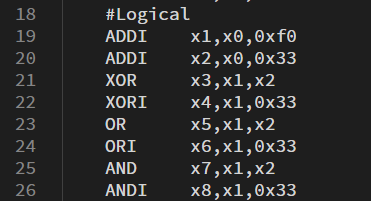 18 #Logical
19 ADDI x1,x0,0xf0
20 ADDI x2,x0,0x33
21 XOR x3,x1,x2
22 XORI x4,x1,0x33
23 OR x5,x1,x2
24 ORI x6,x1,0x33
25 AND x7,x1,x2
26 ANDI x8,x1,0x33